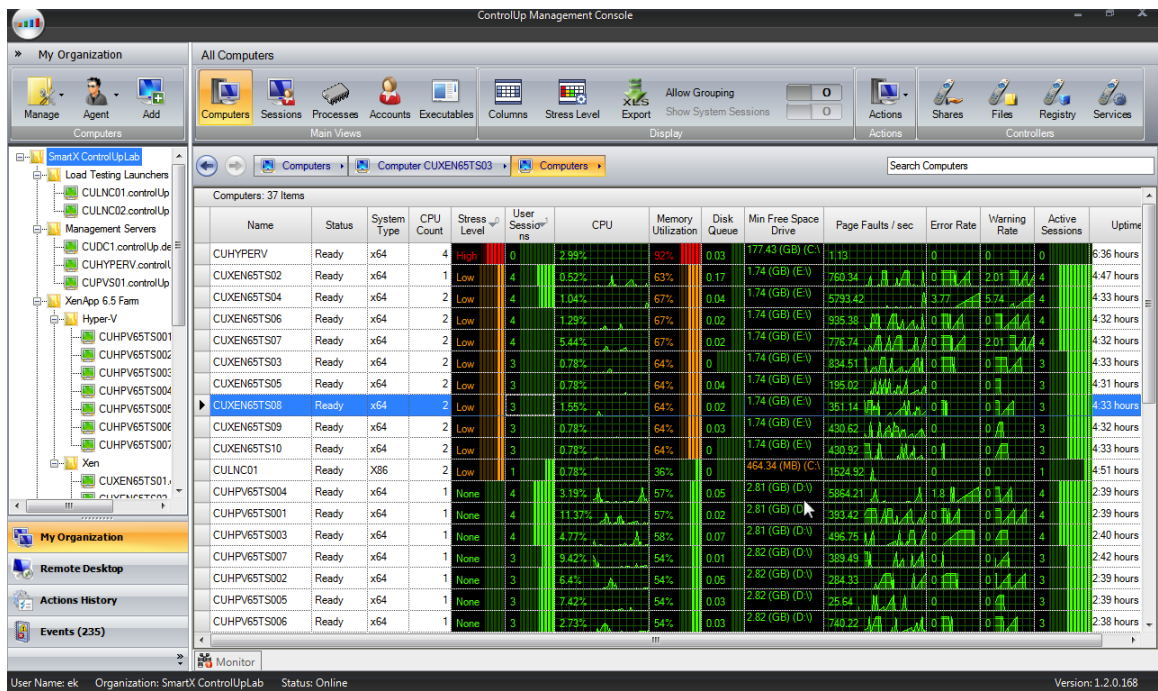 ControlUp Management Console
» My Organization
All Computers
Manage Agent Add
Computers
Computers Sessions Processes Accounts Executables
Main Views
Columns Stress Level Export
Allow Grouping 0
Show System Sessions 0
Display
Actions
Actions
Shares Files Registry Services
Controllers
SmartX ControlUpLab
Load Testing Launchers
CULNC01.controlUp
CULNC02.controlUp
Management Servers
CUDC1.controlUp.de
CUHYPERV.control
CUPVS01.controlUp
XenApp 6.5 Farm
Hyper-V
CUHPV65TS001
CUHPV65TS002
CUHPV65TS003
CUHPV65TS004
CUHPV65TS005
CUHPV65TS006
CUHPV65TS007
Xen
CUXEN65TS01.
My Organization
Remote Desktop
Actions History
Events (235)
Computers Computer CUXEN65TS03 Computers
Search Computers
Computers: 37 Items
Name Status System Type CPU Count Stress Level User Sessio ns CPU Memory Utilization Disk Queue Min Free Space Drive Page Faults / sec Error Rate Warning Rate Active Sessions Uptime
CUHYPERV Ready x64 4 High 0 2.99% 92% 0.03 177.43 (GB) (C:\ 1.13 0 0 0 6:36 hours
CUXEN65TS02 Ready x64 2 Low 4 0.52% 63% 0.17 1.74 (GB) (E:\) 760.34 0 2.01 4 4:47 hours
CUXEN65TS04 Ready x64 2 Low 4 1.04% 67% 0.04 1.74 (GB) (E:\) 5793.42 3.77 5.74 4 4:33 hours
CUXEN65TS06 Ready x64 2 Low 4 1.29% 67% 0.02 1.74 (GB) (E:\) 935.38 0 0 4 4:32 hours
CUXEN65TS07 Ready x64 2 Low 4 5.44% 67% 0.02 1.74 (GB) (E:\) 776.74 0 2.01 4 4:32 hours
CUXEN65TS03 Ready x64 2 Low 3 0.78% 64% 0 1.74 (GB) (E:\) 834.51 0 0 3 4:33 hours
CUXEN65TS05 Ready x64 2 Low 3 0.78% 64% 0.04 1.74 (GB) (E:\) 195.02 0 0 3 4:31 hours
CUXEN65TS08 Ready x64 2 Low 3 1.55% 64% 0.02 1.74 (GB) (E:\) 351.14 0 0 3 4:33 hours
CUXEN65TS09 Ready x64 2 Low 3 0.78% 64% 0.03 1.74 (GB) (E:\) 430.62 0 0 3 4:32 hours
CUXEN65TS10 Ready x64 2 Low 3 0.78% 64% 0 1.74 (GB) (E:\) 430.92 0 0 3 4:33 hours
CULNC01 Ready X86 2 Low 1 0.78% 36% 0 464.34 (MB) (C:\ 1524.92 0 0 1 4:51 hours
CUHPV65TS004 Ready x64 1 None 4 3.19% 57% 0.05 2.81 (GB) (D:\) 5864.21 1.8 0 4 2:39 hours
CUHPV65TS001 Ready x64 1 None 4 11.37% 57% 0.02 2.81 (GB) (D:\) 393.42 0 0 4 2:39 hours
CUHPV65TS003 Ready x64 1 None 4 4.77% 58% 0.07 2.81 (GB) (D:\) 496.75 0 0 4 2:40 hours
CUHPV65TS007 Ready x64 1 None 3 9.42% 54% 0.01 2.82 (GB) (D:\) 389.49 0 0 3 2:42 hours
CUHPV65TS002 Ready x64 1 None 3 6.4% 54% 0.05 2.82 (GB) (D:\) 284.33 0 0 3 2:39 hours
CUHPV65TS005 Ready x64 1 None 3 7.42% 54% 0.03 2.82 (GB) (D:\) 25.64 0 0 3 2:39 hours
CUHPV65TS006 Ready x64 1 None 3 2.73% 54% 0.03 2.82 (GB) (D:\) 740.22 0 0 3 2:38 hours
Monitor
User Name: ek Organization: SmartX ControlUpLab Status: Online Version: 1.2.0.168